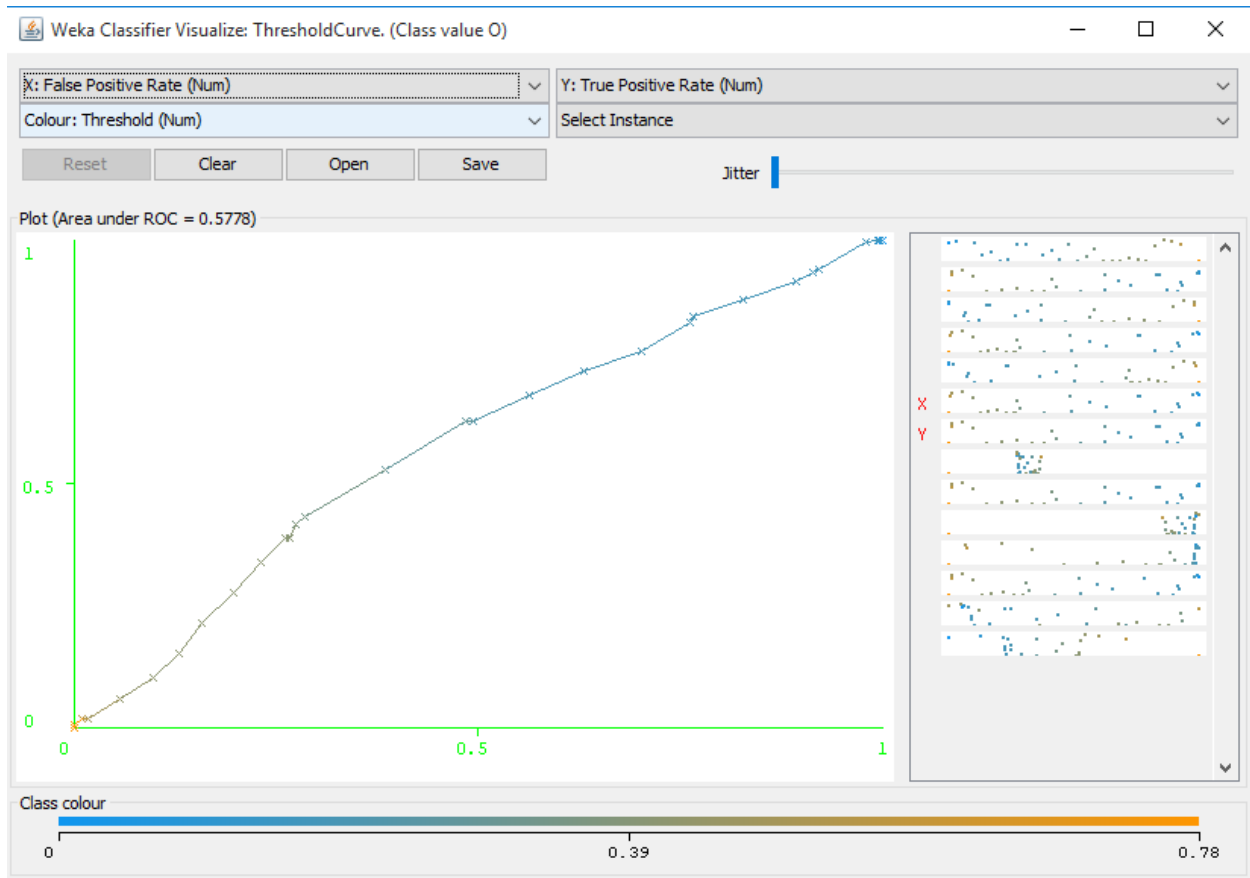 Weka Classifier Visualize: ThresholdCurve. (Class value O)
X: False Positive Rate (Num) Y: True Positive Rate (Num)
Colour: Threshold (Num) Select Instance
Reset Clear Open Save Jitter
Plot (Area under ROC = 0.5778)
1
X
Y
0.5
0
0 0.5 1
Class colour
0 0.39 0.78